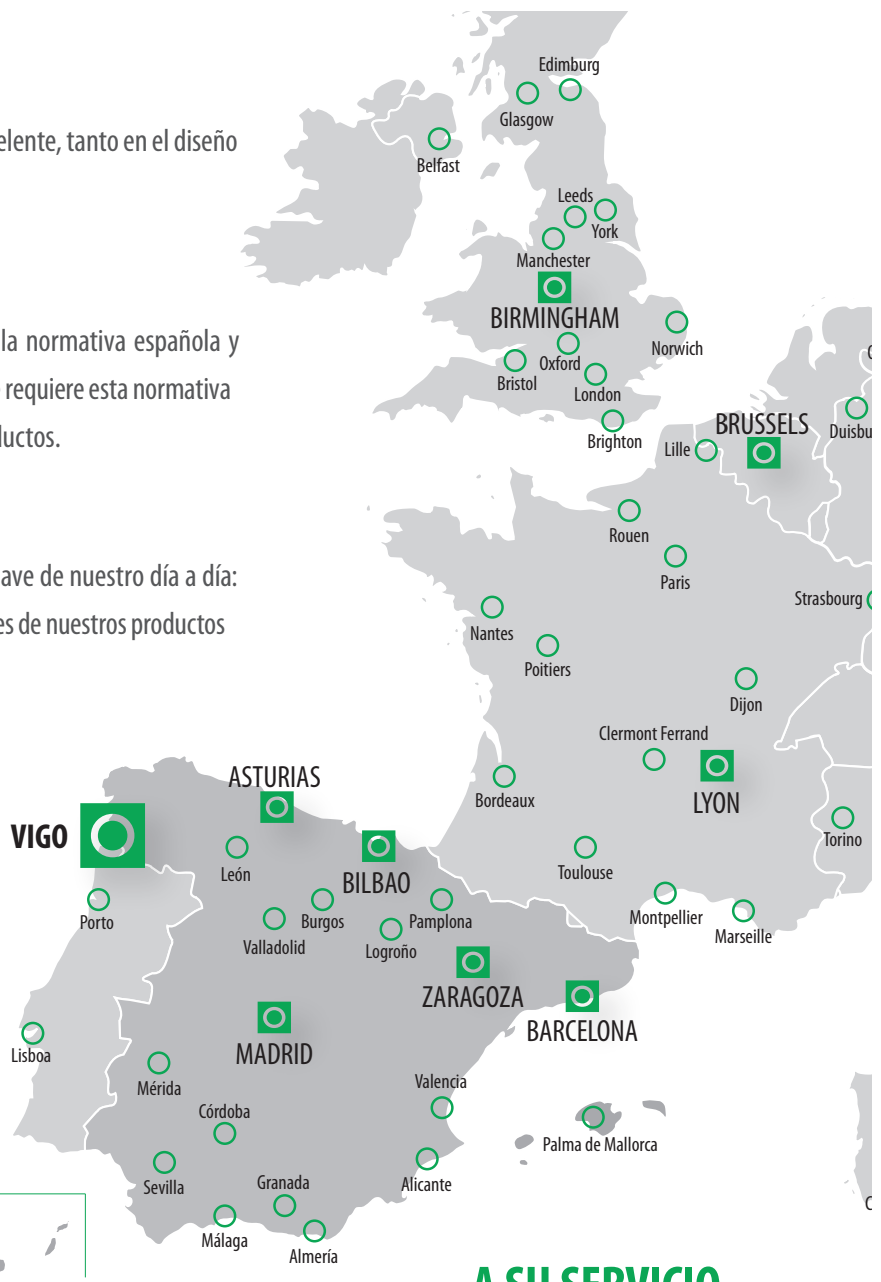 elente, tanto en el diseño
la normativa española y
requiere esta normativa
ductos.
ave de nuestro día a día:
es de nuestros productos
Edimburg
Glasgow
Belfast
Leeds
York
Manchester
BIRMINGHAM
Norwich
Oxford
Bristol
London
Brighton
BRUSSELS
Duisbu
Lille
Rouen
Paris
Strasbourg
Nantes
Poitiers
Dijon
Clermont Ferrand
LYON
Bordeaux
Torino
Toulouse
Montpellier
Marseille
ASTURIAS
VIGO
León
BILBAO
Porto
Burgos
Pamplona
Valladolid
Logroño
ZARAGOZA
BARCELONA
MADRID
Lisboa
Mérida
Valencia
Córdoba
Palma de Mallorca
Sevilla
Granada
Alicante
Málaga
Almería
A SU SERVICIO